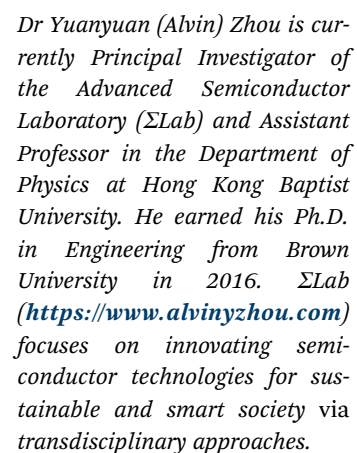 Dr Yuanyuan (Alvin) Zhou is cur-
rently Principal Investigator of
the Advanced Semiconductor
Laboratory (ΣLab) and Assistant
Professor in the Department of
Physics at Hong Kong Baptist
University. He earned his Ph.D.
in Engineering from Brown
University in 2016. ΣLab
(https://www.alvinyzhou.com)
focuses on innovating semi-
conductor technologies for sus-
tainable and smart society via
transdisciplinary approaches.